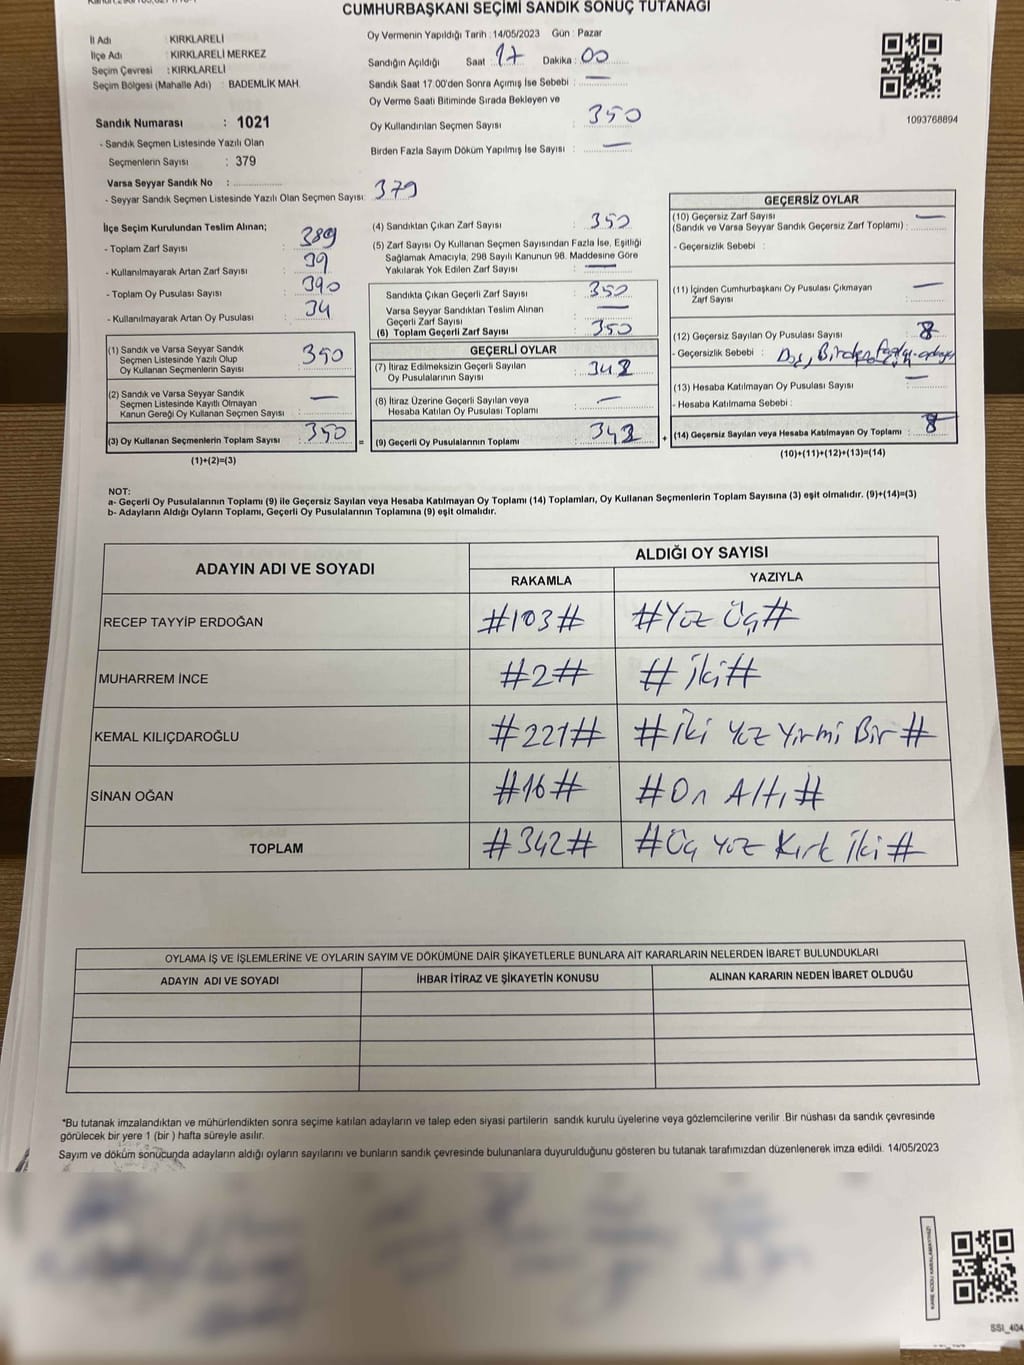 CUMHURBAŞKANI SEÇİMİ SANDIK SONUÇ TUTANAĞI
İl Adı : KIRKLARELİ
İlçe Adı : KIRKLARELİ MERKEZ
Seçim Çevresi : KIRKLARELİ
Seçim Bölgesi (Mahalle Adı) : BADEMLİK MAH.
Sandık Numarası : 1021
- Sandık Seçmen Listesinde Yazılı Olan
Seçmenlerin Sayısı : 379
Varsa Seyyar Sandık No :
- Seyyar Sandık Seçmen Listesinde Yazılı Olan Seçmen Sayısı: 379
Oy Vermenin Yapıldığı Tarih : 14/05/2023 Gün : Pazar
Sandığın Açıldığı Saat : 17 Dakika : 00
Sandık Saat 17.00'den Sonra Açımış İse Sebebi : —
Oy Verme Saati Bitiminde Sırada Bekleyen ve
Oy Kullandırılan Seçmen Sayısı : 350
Birden Fazla Sayım Döküm Yapılmış İse Sayısı : —
1093768894
İlçe Seçim Kurulundan Teslim Alınan;
- Toplam Zarf Sayısı : 389
- Kullanılmayarak Artan Zarf Sayısı : 39
- Toplam Oy Pusulası Sayısı : 390
- Kullanılmayarak Artan Oy Pusulası : 34
(1) Sandık ve Varsa Seyyar Sandık
Seçmen Listesinde Yazılı Olup
Oy Kullanan Seçmenlerin Sayısı : 350
(2) Sandık ve Varsa Seyyar Sandık
Seçmen Listesinde Kayıtlı Olmayan
Kanun Gereği Oy Kullanan Seçmen Sayısı : —
(3) Oy Kullanan Seçmenlerin Toplam Sayısı : 350
(1)+(2)=(3)
(4) Sandıktan Çıkan Zarf Sayısı : 350
(5) Zarf Sayısı Oy Kullanan Seçmen Sayısından Fazla İse, Eşitliği
Sağlamak Amacıyla, 298 Sayılı Kanunun 98. Maddesine Göre
Yakılarak Yok Edilen Zarf Sayısı : —
Sandıkta Çıkan Geçerli Zarf Sayısı : 350
Varsa Seyyar Sandıktan Teslim Alınan
Geçerli Zarf Sayısı : —
(6) Toplam Geçerli Zarf Sayısı : 350
GEÇERLİ OYLAR
(7) İtiraz Edilmeksizin Geçerli Sayılan
Oy Pusulalarının Sayısı : 342
(8) İtiraz Üzerine Geçerli Sayılan veya
Hesaba Katılan Oy Pusulası Toplamı : —
= (9) Geçerli Oy Pusulalarının Toplamı : 342
GEÇERSİZ OYLAR
(10) Geçersiz Zarf Sayısı
(Sandık ve Varsa Seyyar Sandık Geçersiz Zarf Toplamı) : —
- Geçersizlik Sebebi :
(11) İçinden Cumhurbaşkanı Oy Pusulası Çıkmayan
Zarf Sayısı : —
(12) Geçersiz Sayılan Oy Pusulası Sayısı : 8
- Geçersizlik Sebebi :
(13) Hesaba Katılmayan Oy Pusulası Sayısı : —
- Hesaba Katılmama Sebebi :
+ (14) Geçersiz Sayılan veya Hesaba Katılmayan Oy Toplamı : 8
(10)+(11)+(12)+(13)=(14)
NOT:
a- Geçerli Oy Pusulalarının Toplamı (9) ile Geçersiz Sayılan veya Hesaba Katılmayan Oy Toplamı (14) Toplamları, Oy Kullanan Seçmenlerin Toplam Sayısına (3) eşit olmalıdır. (9)+(14)=(3)
b- Adayların Aldığı Oyların Toplamı, Geçerli Oy Pusulalarının Toplamına (9) eşit olmalıdır.
ADAYIN ADI VE SOYADI ALDIĞI OY SAYISI
RAKAMLA YAZIYLA
RECEP TAYYİP ERDOĞAN #103# #Yüz Üç#
MUHARREM İNCE #2# #İki#
KEMAL KILIÇDAROĞLU #221# #İki Yüz Yirmi Bir#
SİNAN OĞAN #16# #On Altı#
TOPLAM #342# #Üç Yüz Kırk İki#
OYLAMA İŞ VE İŞLEMLERİNE VE OYLARIN SAYIM VE DÖKÜMÜNE DAİR ŞİKAYETLERLE BUNLARA AİT KARARLARIN NELERDEN İBARET BULUNDUKLARI
ADAYIN ADI VE SOYADI İHBAR İTİRAZ VE ŞİKAYETİN KONUSU ALINAN KARARIN NEDEN İBARET OLDUĞU
*Bu tutanak imzalandıktan ve mühürlendikten sonra seçime katılan adayların ve talep eden siyasi partilerin sandık kurulu üyelerine veya gözlemcilerine verilir .Bir nüshası da sandık çevresinde
görülecek bir yere 1 (bir ) hafta süreyle asılır.
Sayım ve döküm sonucunda adayların aldığı oyların sayılarını ve bunların sandık çevresinde bulunanlara duyurulduğunu gösteren bu tutanak tarafımızdan düzenlenerek imza edildi. 14/05/2023
KARE KODU KARALAMAYINIZ!
SSI_404